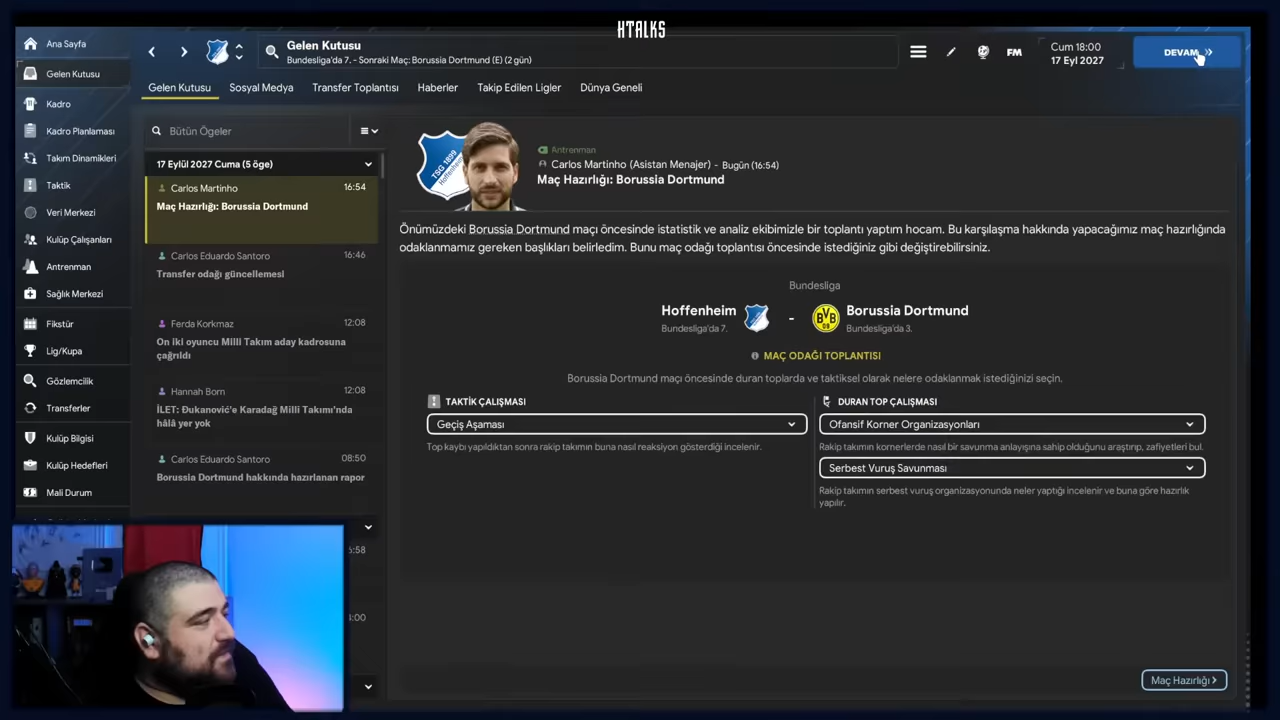 HTALKS
Ana Sayfa
Gelen Kutusu
Kadro
Kadro Planlaması
Takım Dinamikleri
Taktik
Veri Merkezi
Kulüp Çalışanları
Antrenman
Sağlık Merkezi
Fikstür
Lig/Kupa
Gözlemcilik
Transferler
Kulüp Bilgisi
Kulüp Hedefleri
Mali Durum
Gelen Kutusu
Bundesliga'da 7. - Sonraki Maç: Borussia Dortmund (E) (2 gün)
FM
Cum 18:00
17 Eyl 2027
DEVAM
Gelen Kutusu
Sosyal Medya
Transfer Toplantısı
Haberler
Takip Edilen Ligler
Dünya Geneli
Bütün Ögeler
17 Eylül 2027 Cuma (5 öge)
Carlos Martinho 16:54
Maç Hazırlığı: Borussia Dortmund
Carlos Eduardo Santoro 16:46
Transfer odağı güncellemesi
Ferda Korkmaz 12:08
On iki oyuncu Milli Takım aday kadrosuna
çağrıldı
Hannah Born 12:08
İLET: Đukanović'e Karadağ Milli Takımı'nda
hâlâ yer yok
Carlos Eduardo Santoro 08:50
Borussia Dortmund hakkında hazırlanan rapor
TSG 1899
Hoffenheim
Antrenman
Carlos Martinho (Asistan Menajer) - Bugün (16:54)
Maç Hazırlığı: Borussia Dortmund
Önümüzdeki Borussia Dortmund maçı öncesinde istatistik ve analiz ekibimizle bir toplantı yaptım hocam. Bu karşılaşma hakkında yapacağımız maç hazırlığında
odaklanmamız gereken başlıkları belirledim. Bunu maç odağı toplantısı öncesinde istediğiniz gibi değiştirebilirsiniz.
Bundesliga
Hoffenheim - BVB 09 Borussia Dortmund
Bundesliga'da 7. Bundesliga'da 3.
MAÇ ODAĞI TOPLANTISI
Borussia Dortmund maçı öncesinde duran toplarda ve taktiksel olarak nelere odaklanmak istediğinizi seçin.
TAKTİK ÇALIŞMASI
Geçiş Aşaması
Top kaybı yapıldıktan sonra rakip takımın buna nasıl reaksiyon gösterdiği incelenir.
DURAN TOP ÇALIŞMASI
Ofansif Korner Organizasyonları
Rakip takımın kornerlerde nasıl bir savunma anlayışına sahip olduğunu araştırıp, zafiyetleri bul.
Serbest Vuruş Savunması
Rakip takımın serbest vuruş organizasyonunda neler yaptığı incelenir ve buna göre hazırlık
yapılır.
Maç Hazırlığı